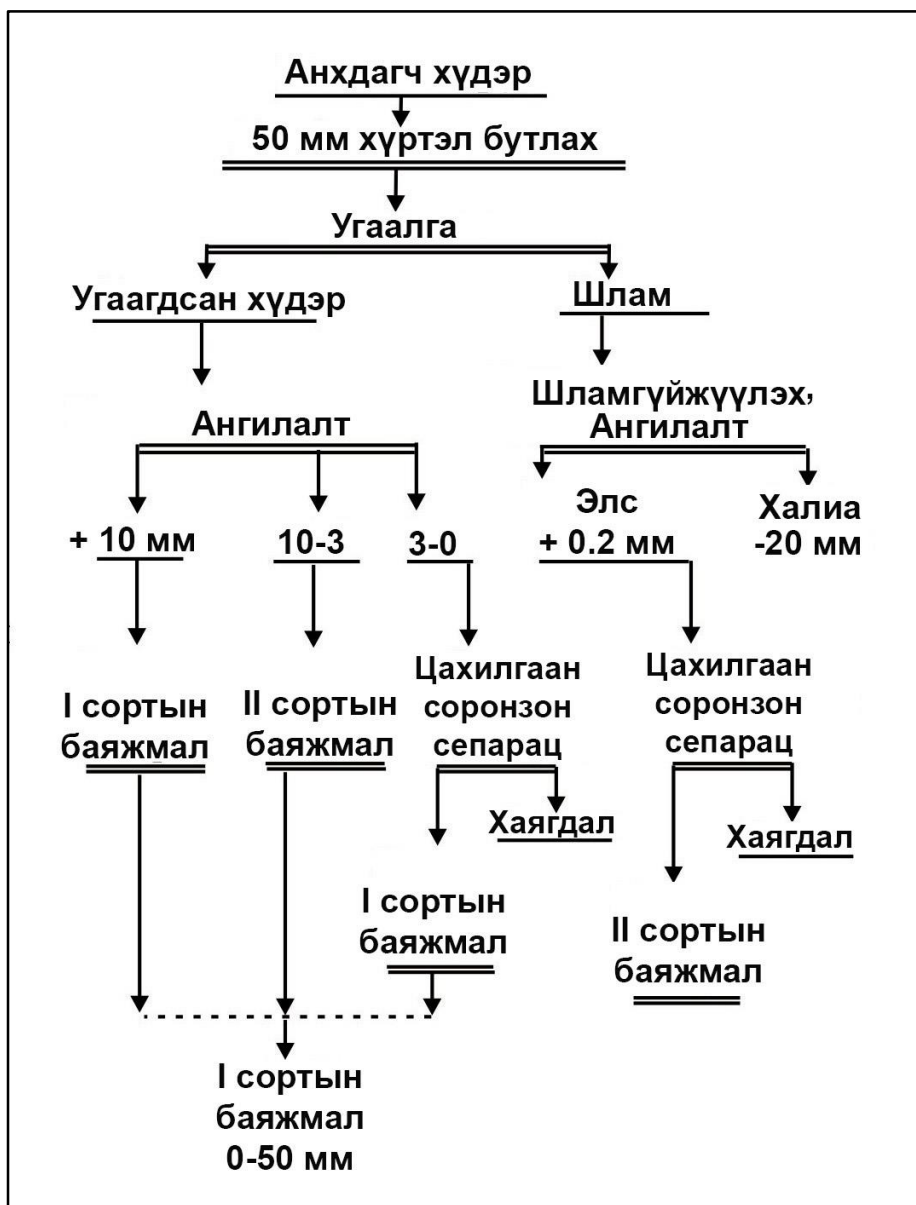 Анхдагч хүдэр
50 мм хүртэл бутлах
Угаалга
Угаагдсан хүдэр
Шлам
Ангилалт
Шламгүйжүүлэх,
Ангилалт
+ 10 мм
10-3
3-0
Элс
+ 0.2 мм
Халиа
-20 мм
I сортын
баяжмал
II сортын
баяжмал
Цахилгаан
соронзон
сепарац
Цахилгаан
соронзон
сепарац
Хаягдал
Хаягдал
I сортын
баяжмал
II сортын
баяжмал
I сортын
баяжмал
0-50 мм